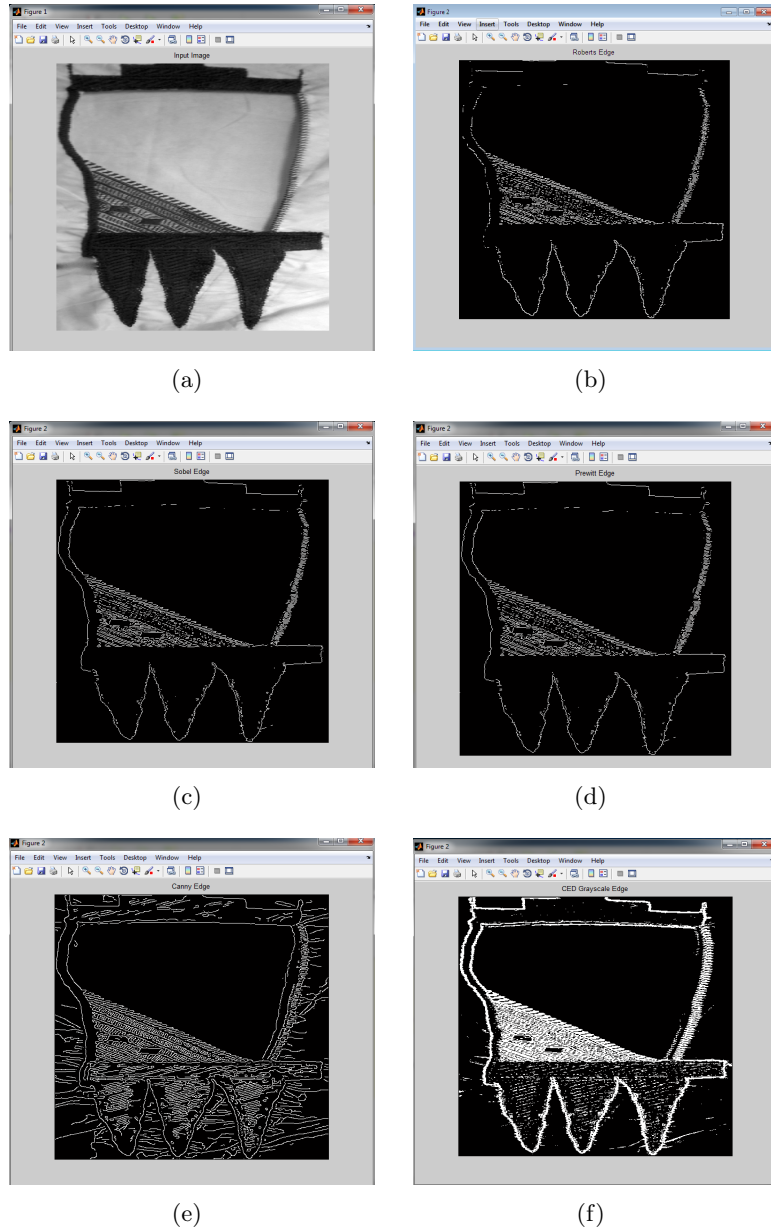 Figure 1
File Edit View Insert Tools Desktop Window Help
Input Image
(a)
Figure 2
File Edit View Insert Tools Desktop Window Help
Roberts Edge
(b)
Figure 2
File Edit View Insert Tools Desktop Window Help
Sobel Edge
(c)
Figure 2
File Edit View Insert Tools Desktop Window Help
Prewitt Edge
(d)
Figure 2
File Edit View Insert Tools Desktop Window Help
Canny Edge
(e)
Figure 2
File Edit View Insert Tools Desktop Window Help
CED Grayscale Edge
(f)